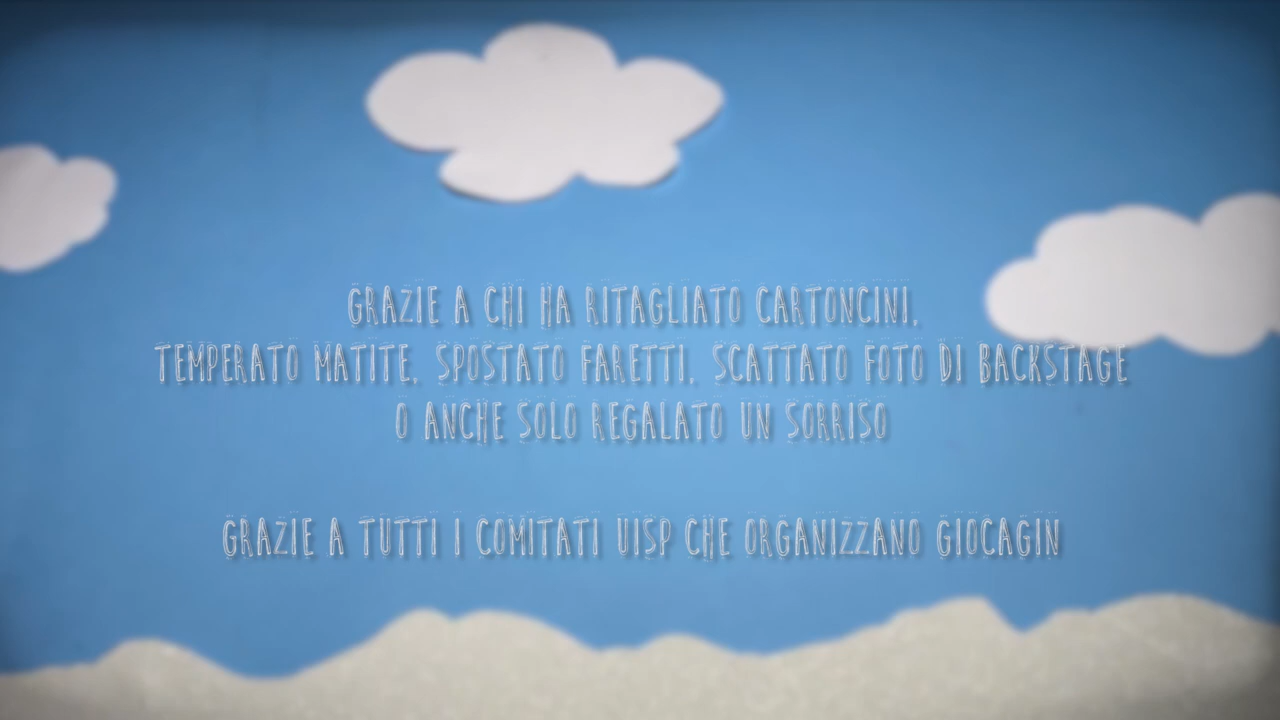 GRAZIE A CHI HA RITAGLIATO CARTONCINI,
TEMPERATO MATITE, SPOSTATO FARETTI, SCATTATO FOTO DI BACKSTAGE
O ANCHE SOLO REGALATO UN SORRISO
GRAZIE A TUTTI I COMITATI UISP CHE ORGANIZZANO GIOCAGIN